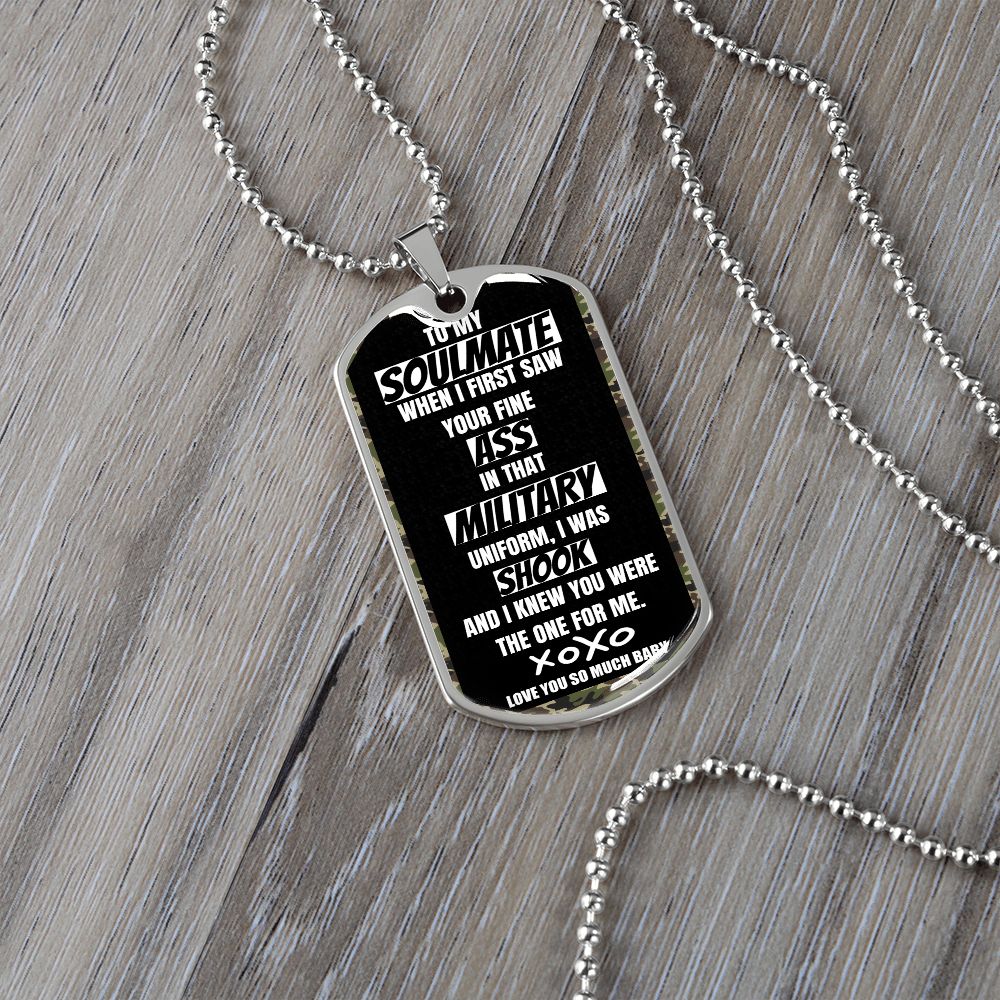 TO MY
SOULMATE
WHEN I FIRST SAW
YOUR FINE
ASS
IN THAT
MILITARY
UNIFORM, I WAS
SHOOK
AND I KNEW YOU WERE
THE ONE FOR ME.
XOXO
LOVE YOU SO MUCH BABY